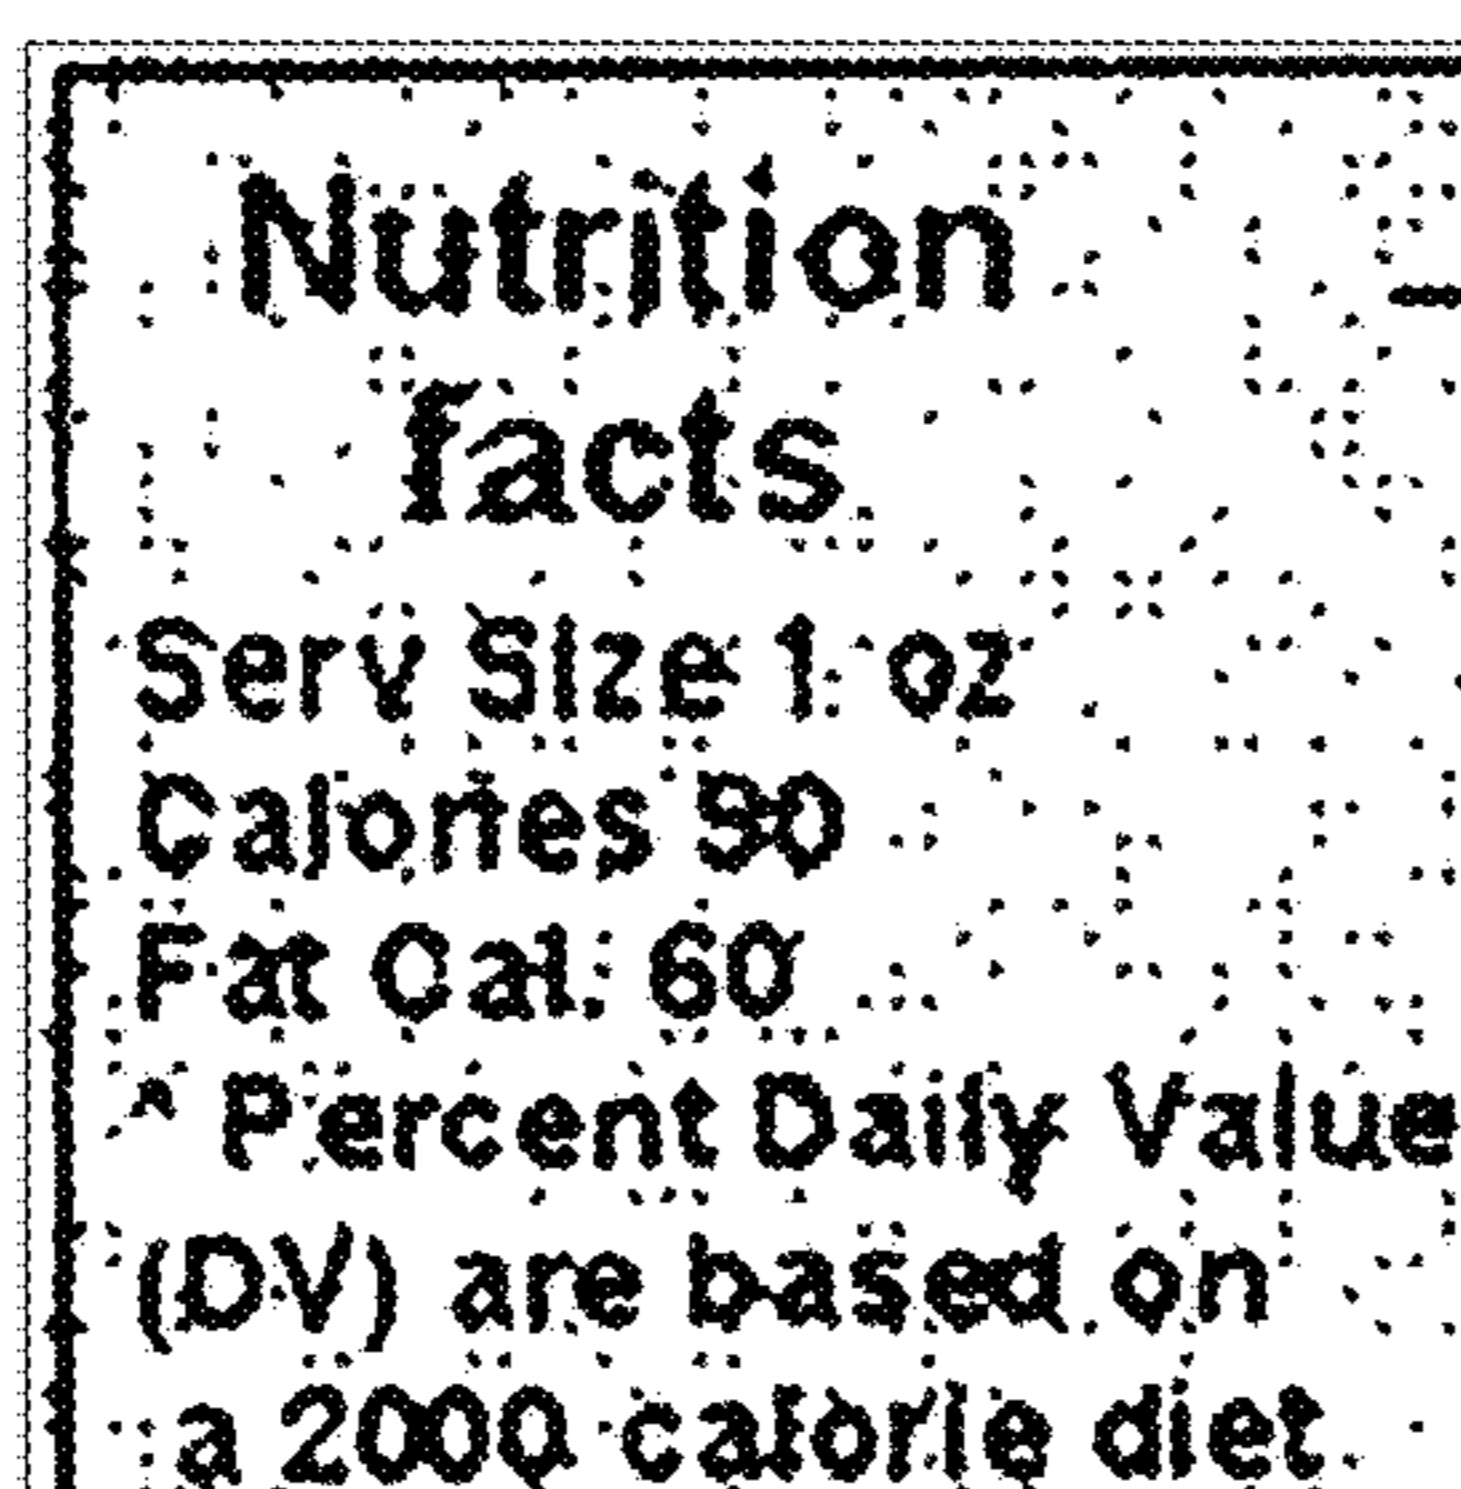 Nutrition
facts
Serv Size 1 oz
Calories 90
Fat Cal. 60
* Percent Daily Value
(DV) are based on
a 2000 calorie diet